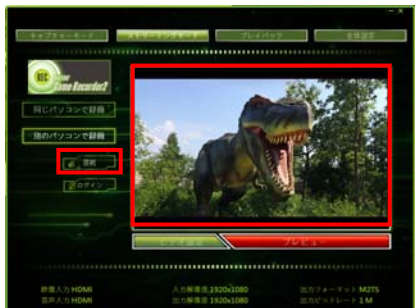 キャプチャーモード
ストリーミングモード
プレイバック
全体設定
REC
Game Recorder2
同じパソコンで録画
別のパソコンで録画
接続
ログイン
ビデオ設定
プレビュー
映像入力 HDMI
入力解像度 1920x1080
出力フォーマット M2TS
音声入力 HDMI
出力解像度 1920x1080
出力ビットレート 1 M